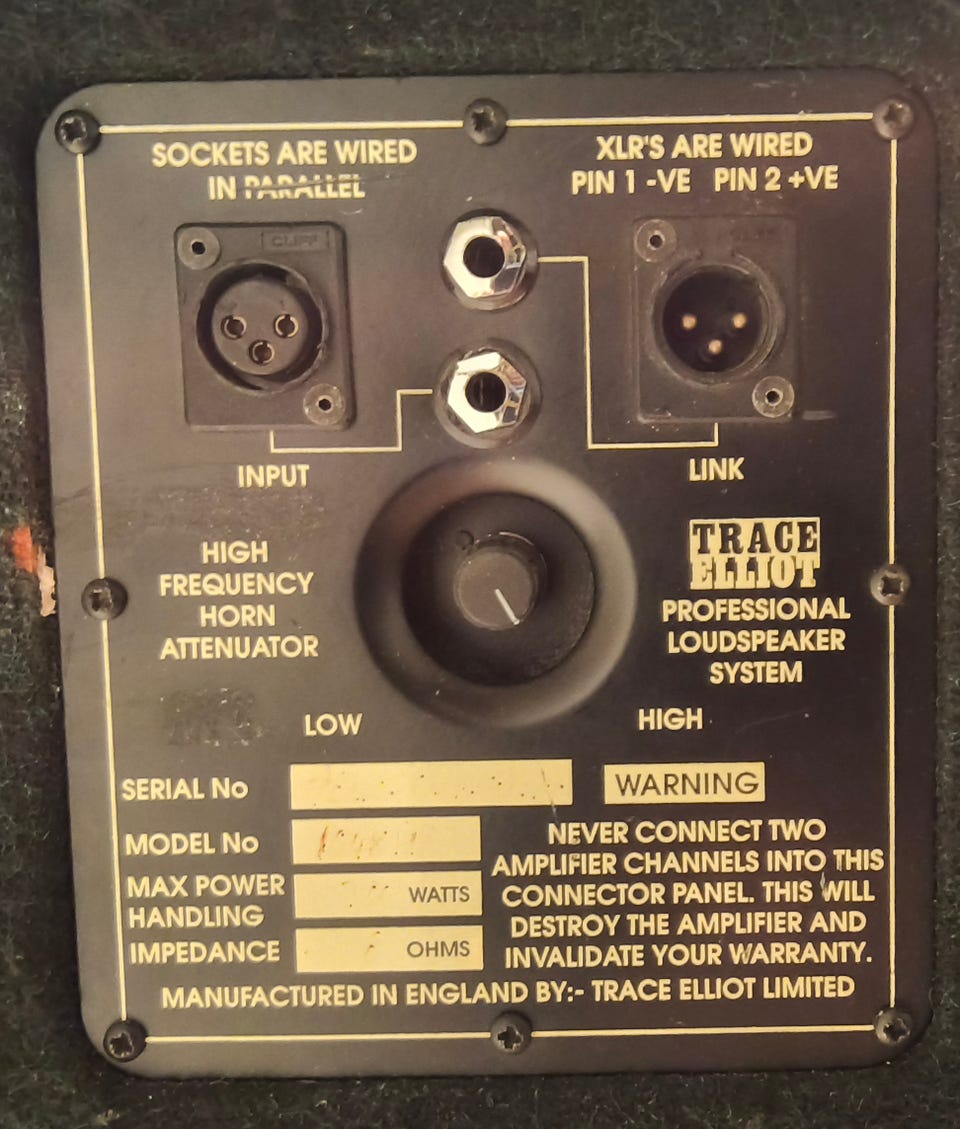 SOCKETS ARE WIRED
IN PARALLEL
XLR'S ARE WIRED
PIN 1 -VE PIN 2 +VE
CLIFF
INPUT
LINK
HIGH
FREQUENCY
HORN
ATTENUATOR
TRACE
ELLIOT
PROFESSIONAL
LOUDSPEAKER
SYSTEM
LOW
HIGH
SERIAL No
WARNING
MODEL No
MAX POWER
HANDLING
WATTS
IMPEDANCE
OHMS
NEVER CONNECT TWO
AMPLIFIER CHANNELS INTO THIS
CONNECTOR PANEL. THIS WILL
DESTROY THE AMPLIFIER AND
INVALIDATE YOUR WARRANTY.
MANUFACTURED IN ENGLAND BY:- TRACE ELLIOT LIMITED